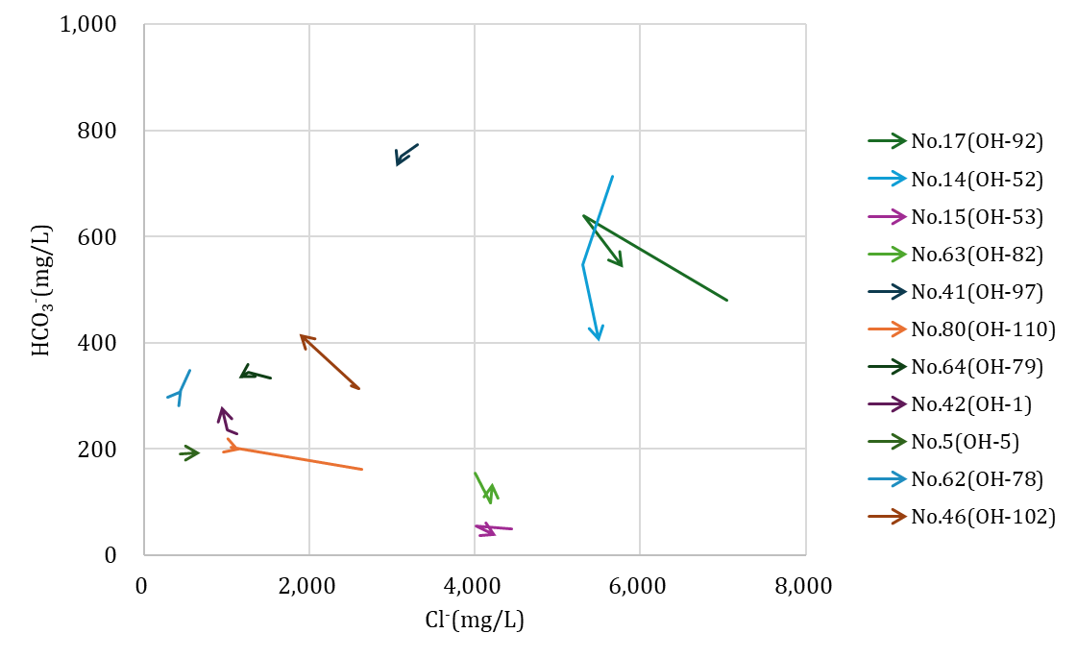 1,000
800
600
400
200
0
HCO₃⁻(mg/L)
0 2,000 4,000 6,000 8,000
Cl⁻(mg/L)
No.17(OH-92)
No.14(OH-52)
No.15(OH-53)
No.63(OH-82)
No.41(OH-97)
No.80(OH-110)
No.64(OH-79)
No.42(OH-1)
No.5(OH-5)
No.62(OH-78)
No.46(OH-102)